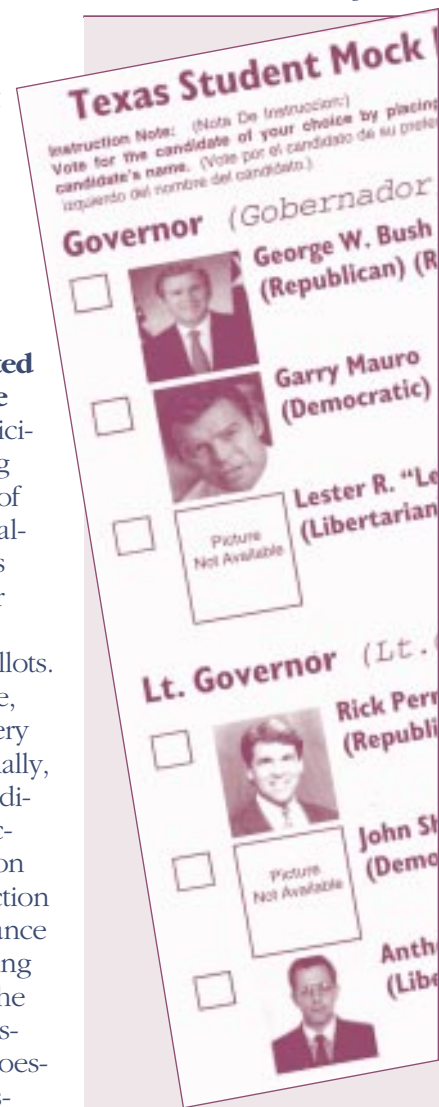 Texas Student Mock
Instruction Note: (Nota De Instruccion:)
Vote for the candidate of your choice by placing
candidate's name. (Vote por el candidato de su
izquierdo del nombre del candidato.)
Governor (Gobernador
George W. Bush
(Republican) (R
Garry Mauro
(Democratic)
Lester R. "Le
(Libertarian
Picture
Not Available
Lt. Governor (Lt.
Rick Perr
(Republi
John Sh
(Demo
Picture
Not Available
Anth
(Libe
ted
e
ici-
g
of
al-
s
r
llots.
e,
ery
ally,
di-
c-
on
ction
ance
ng
he
s-
oes-
s-